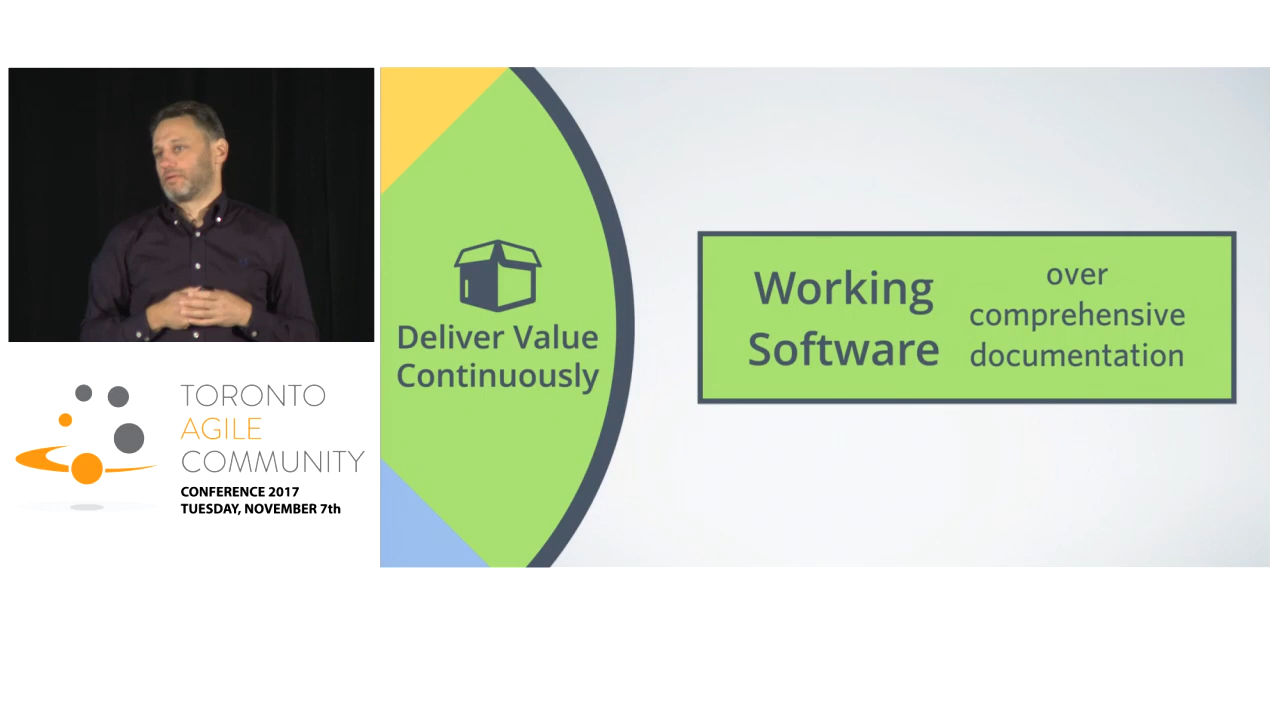 TORONTO
AGILE
COMMUNITY
CONFERENCE 2017
TUESDAY, NOVEMBER 7th
Deliver Value
Continuously
Working
Software
over
comprehensive
documentation